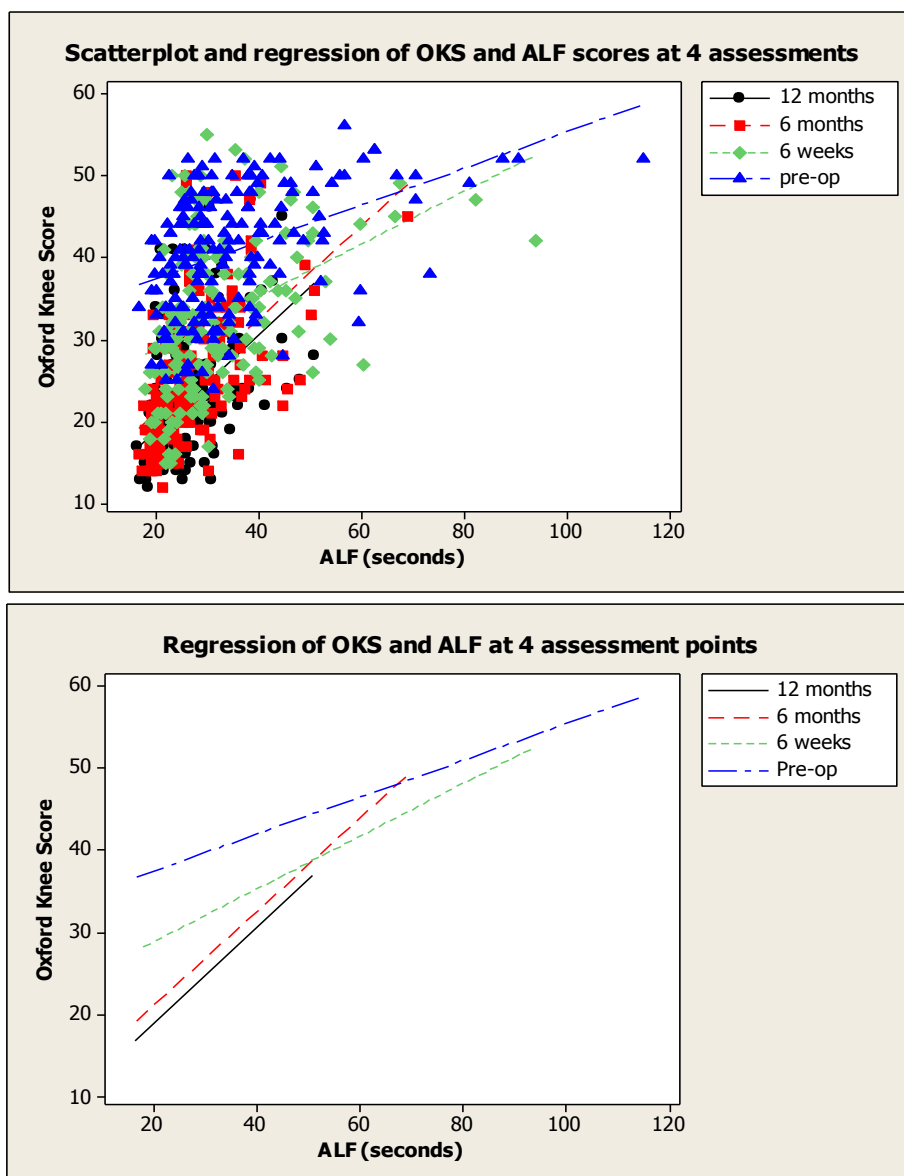 Scatterplot and regression of OKS and ALF scores at 4 assessments
60
50
40
30
20
10
Oxford Knee Score
20 40 60 80 100 120
ALF (seconds)
12 months
6 months
6 weeks
pre-op
Regression of OKS and ALF at 4 assessment points
60
50
40
30
20
10
Oxford Knee Score
20 40 60 80 100 120
ALF (seconds)
12 months
6 months
6 weeks
Pre-op